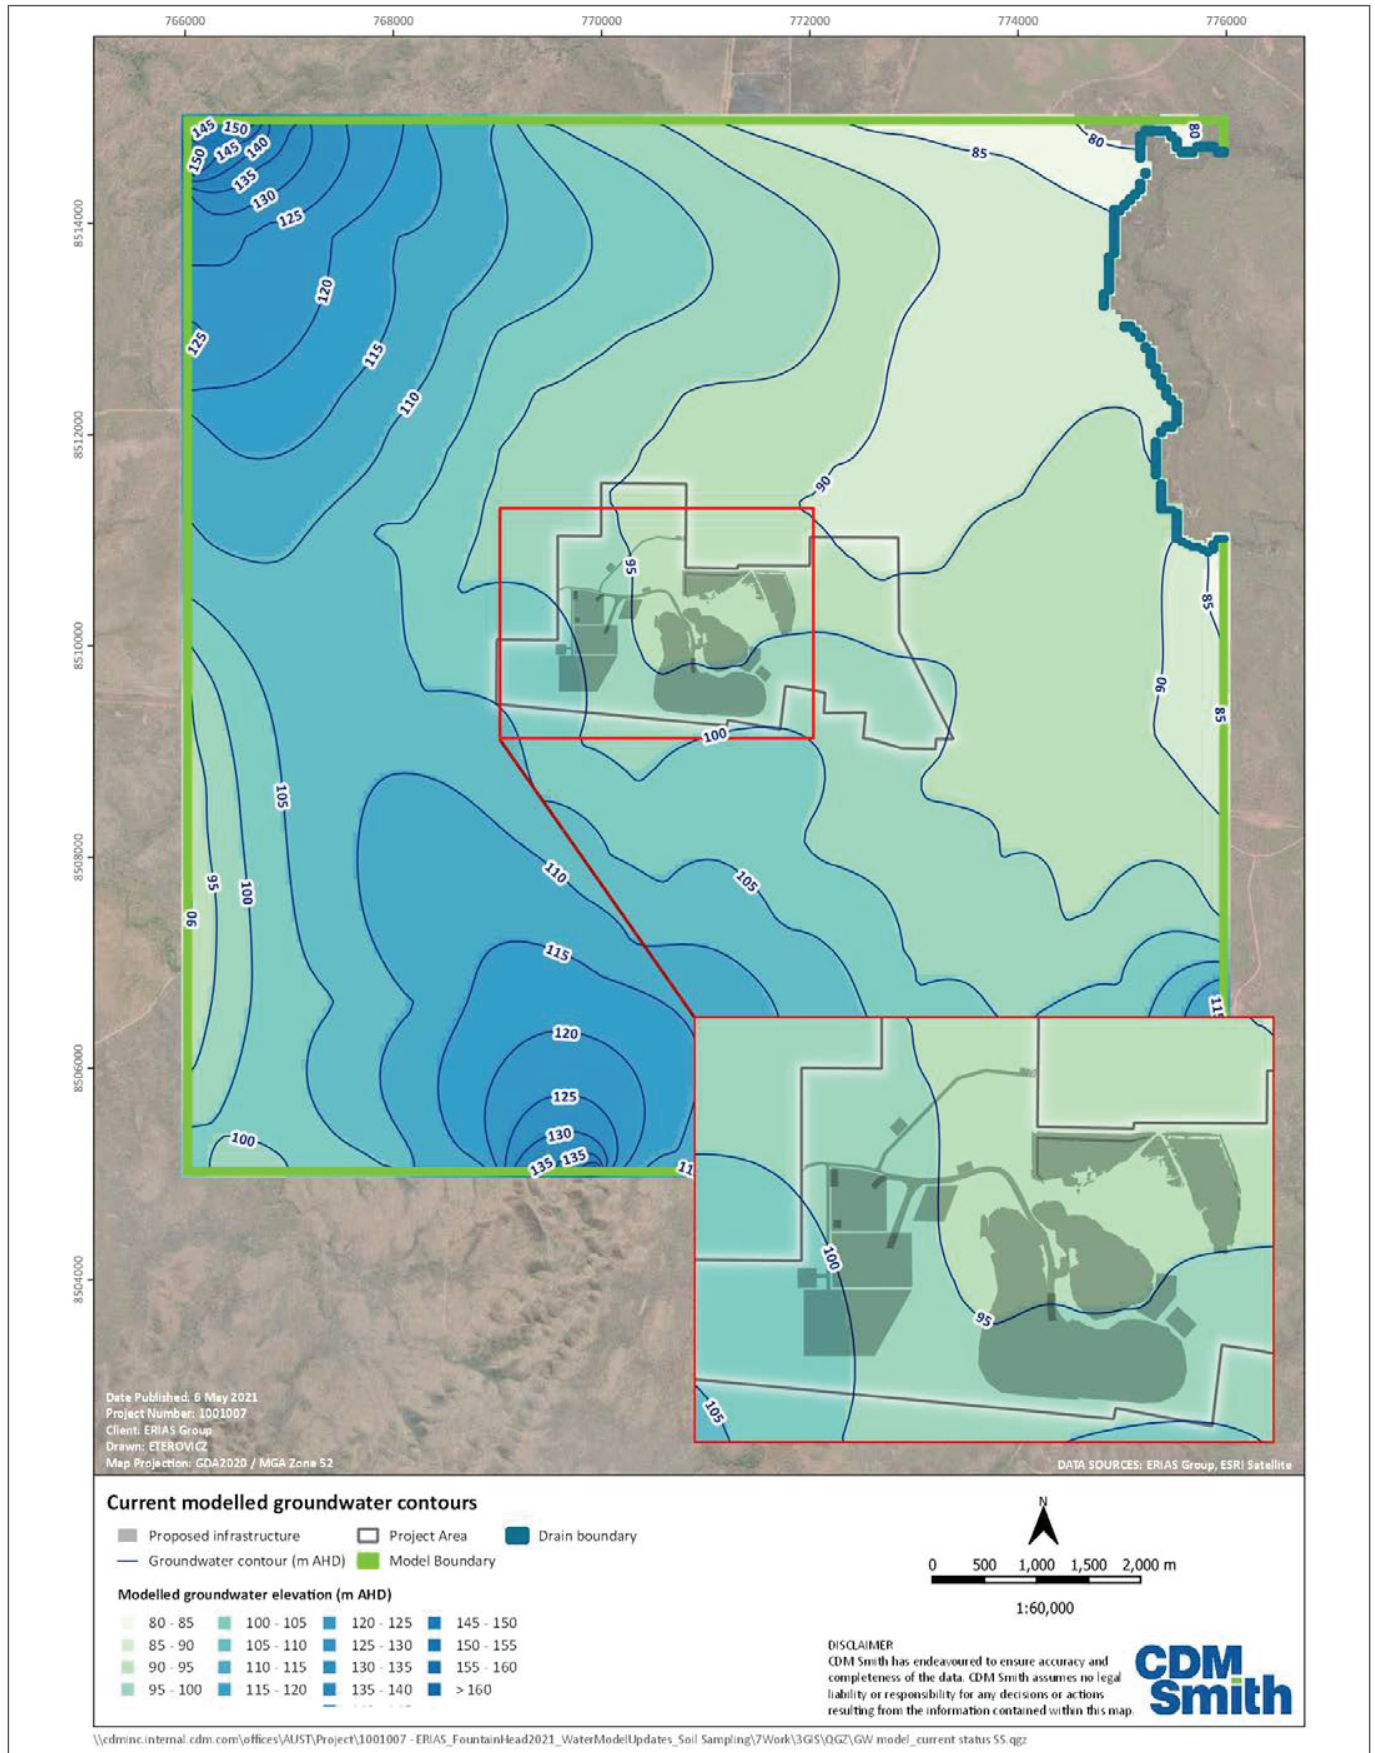 766000 768000 770000 772000 774000 776000
8514000
8512000
8510000
8508000
8506000
8504000
145 150
150 145 140
135
130
125
120
125
115
110
85
80
80
90
95
85
90
85
100
105
95
100
90
110
105
115
120
125
130
135 135
100
11
115
100
95
105
Date Published: 6 May 2021
Project Number: 1001007
Client: ERIAS Group
Drawn: ETEROVICZ
Map Projection: GDA2020 / MGA Zone 52
DATA SOURCES: ERIAS Group, ESRI Satellite
Current modelled groundwater contours
Proposed infrastructure Project Area Drain boundary
Groundwater contour (m AHD) Model Boundary
Modelled groundwater elevation (m AHD)
80 - 85 100 - 105 120 - 125 145 - 150
85 - 90 105 - 110 125 - 130 150 - 155
90 - 95 110 - 115 130 - 135 155 - 160
95 - 100 115 - 120 135 - 140 > 160
N
0 500 1,000 1,500 2,000 m
1:60,000
DISCLAIMER
CDM Smith has endeavoured to ensure accuracy and
completeness of the data. CDM Smith assumes no legal
liability or responsibility for any decisions or actions
resulting from the information contained within this map.
CDM
Smith
\\cdminc.internal.cdm.com\offices\AUST\Project\1001007 - ERIAS_FountainHead2021_WaterModelUpdates_Soil Sampling\7Work\3GIS\QGZ\GW model_current status SS.qgz